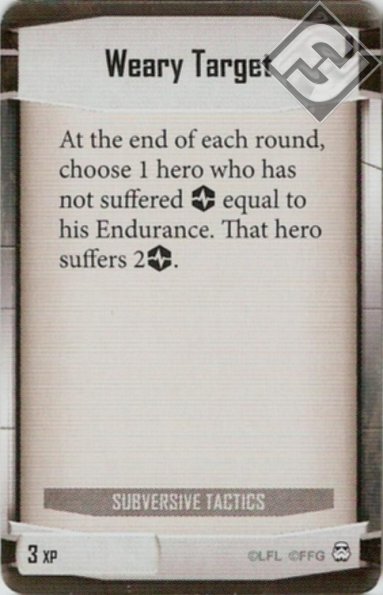 Weary Target
At the end of each round,
choose 1 hero who has
not suffered equal to
his Endurance. That hero
suffers 2.
SUBVERSIVE TACTICS
3 XP
©LFL ©FFG